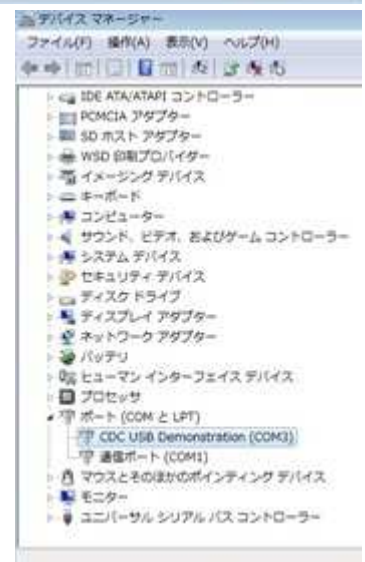 デバイス マネージャー
ファイル(F) 操作(A) 表示(V) ヘルプ(H)
IDE ATA/ATAPI コントローラー
PCMCIA アダプター
SD ホスト アダプター
WSD 印刷プロバイダー
イメージング デバイス
キーボード
コンピューター
サウンド、ビデオ、およびゲーム コントローラー
システム デバイス
セキュリティ デバイス
ディスク ドライブ
ディスプレイ アダプター
ネットワーク アダプター
バッテリ
ヒューマン インターフェイス デバイス
プロセッサ
ポート (COM と LPT)
CDC USB Demonstration (COM3)
通信ポート (COM1)
マウスとそのほかのポインティング デバイス
モニター
ユニバーサル シリアル バス コントローラー